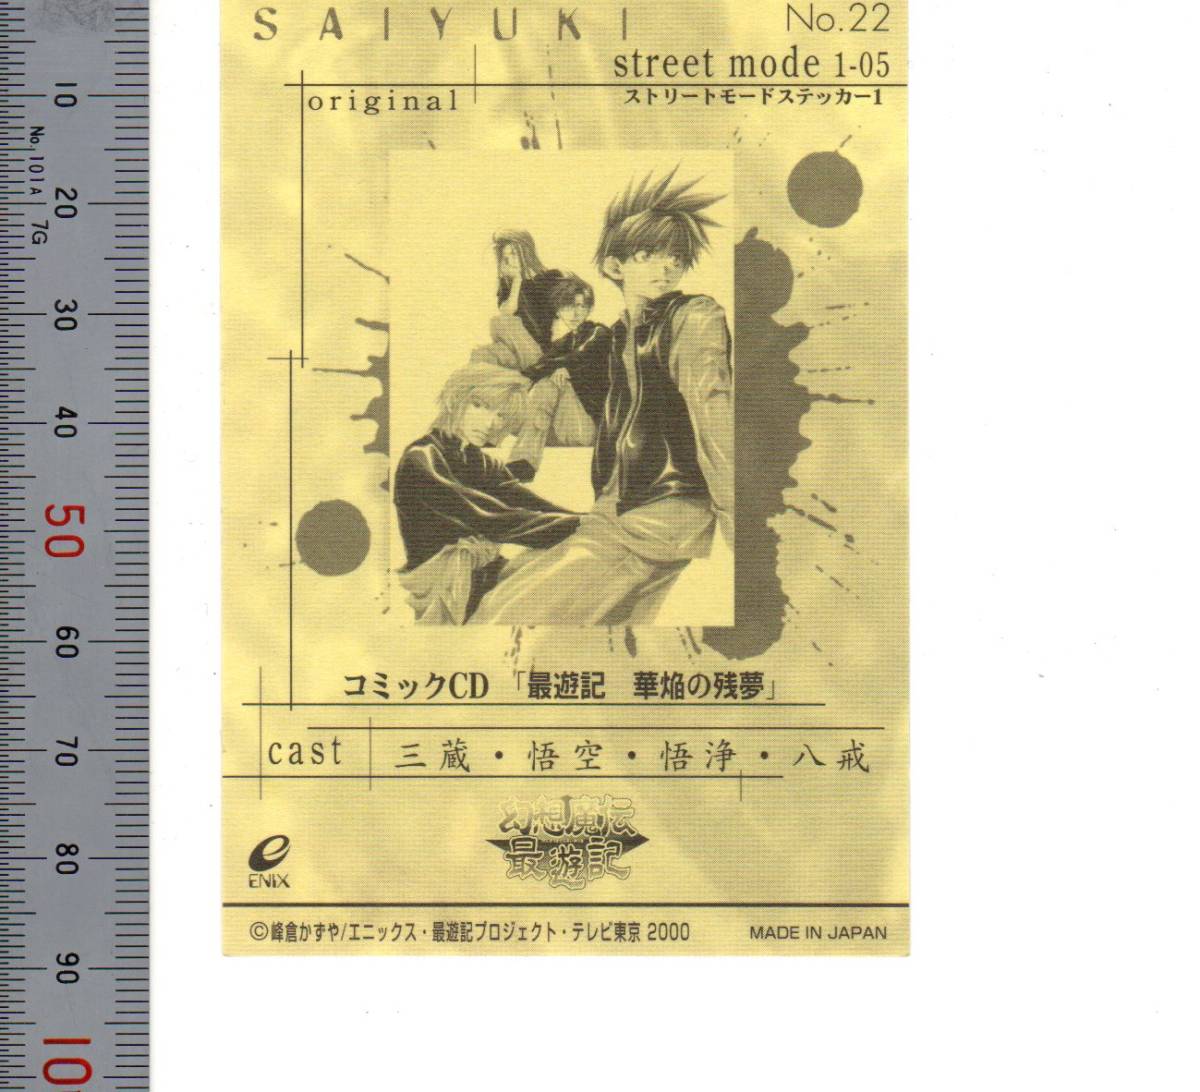 SAIYUKI
No.22
street mode 1-05
original
ストリートモードステッカー1
コミックCD 「最遊記 華焔の残夢」
cast 三蔵・悟空・悟浄・八戒
幻想魔伝
最遊記
ENIX
©峰倉かずや/エニックス・最遊記プロジェクト・テレビ東京 2000
MADE IN JAPAN
10
No.101A 7G
20
30
40
50
60
70
80
90
10